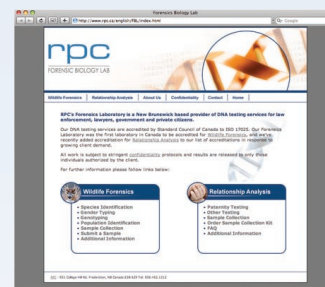 Forensic Biology Lab
http://www.rpc.ca/english/FBL/index.html
Google
rpc
FORENSIC BIOLOGY LAB
Wildlife Forensics | Relationship Analysis | About Us | Confidentiality | Contact | Home
RPC's Forensics Laboratory is a New Brunswick based provider of DNA testing services for law
enforcement, lawyers, government and private citizens.
Our DNA testing services are accredited by Standard Council of Canada to ISO 17025. Our Forensics
Laboratory was the first laboratory in Canada to be accredited for Wildlife Forensics, and we've
recently added accreditation for Relationship Analysis to our list of accreditations in respond to
growing client demand.
All work is subject to stringent confidentiality protocols and results are released to only those
individuals authorized by the client.
For further information please follow links below:
Wildlife Forensics
• Species Identification
• Gender Typing
• Genotyping
• Population Identification
• Sample Collection
• Submit a Sample
• Additional Information
Relationship Analysis
• Paternity Testing
• Other Testing
• Sample Collection
• Order Sample Collection Kit
• FAQ
• Additional Information